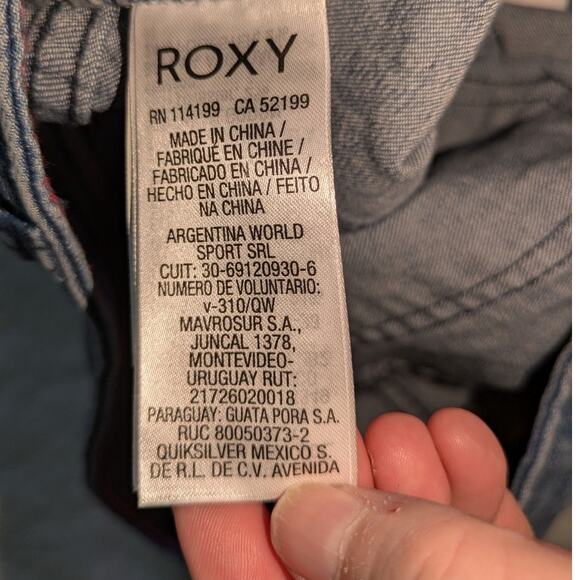 ROXY
RN 114199 CA 52199
MADE IN CHINA /
FABRIQUÉ EN CHINE /
FABRICADO EN CHINA /
HECHO EN CHINA / FEITO
NA CHINA
ARGENTINA WORLD
SPORT SRL
CUIT: 30-69120930-6
NUMERO DE VOLUNTARIO:
v-310/QW
MAVROSUR S.A.,
JUNCAL 1378,
MONTEVIDEO-
URUGUAY RUT:
21726020018
PARAGUAY: GUATA PORA S.A.
RUC 80050373-2
QUIKSILVER MEXICO S.
DE R.L. DE C.V. AVENIDA